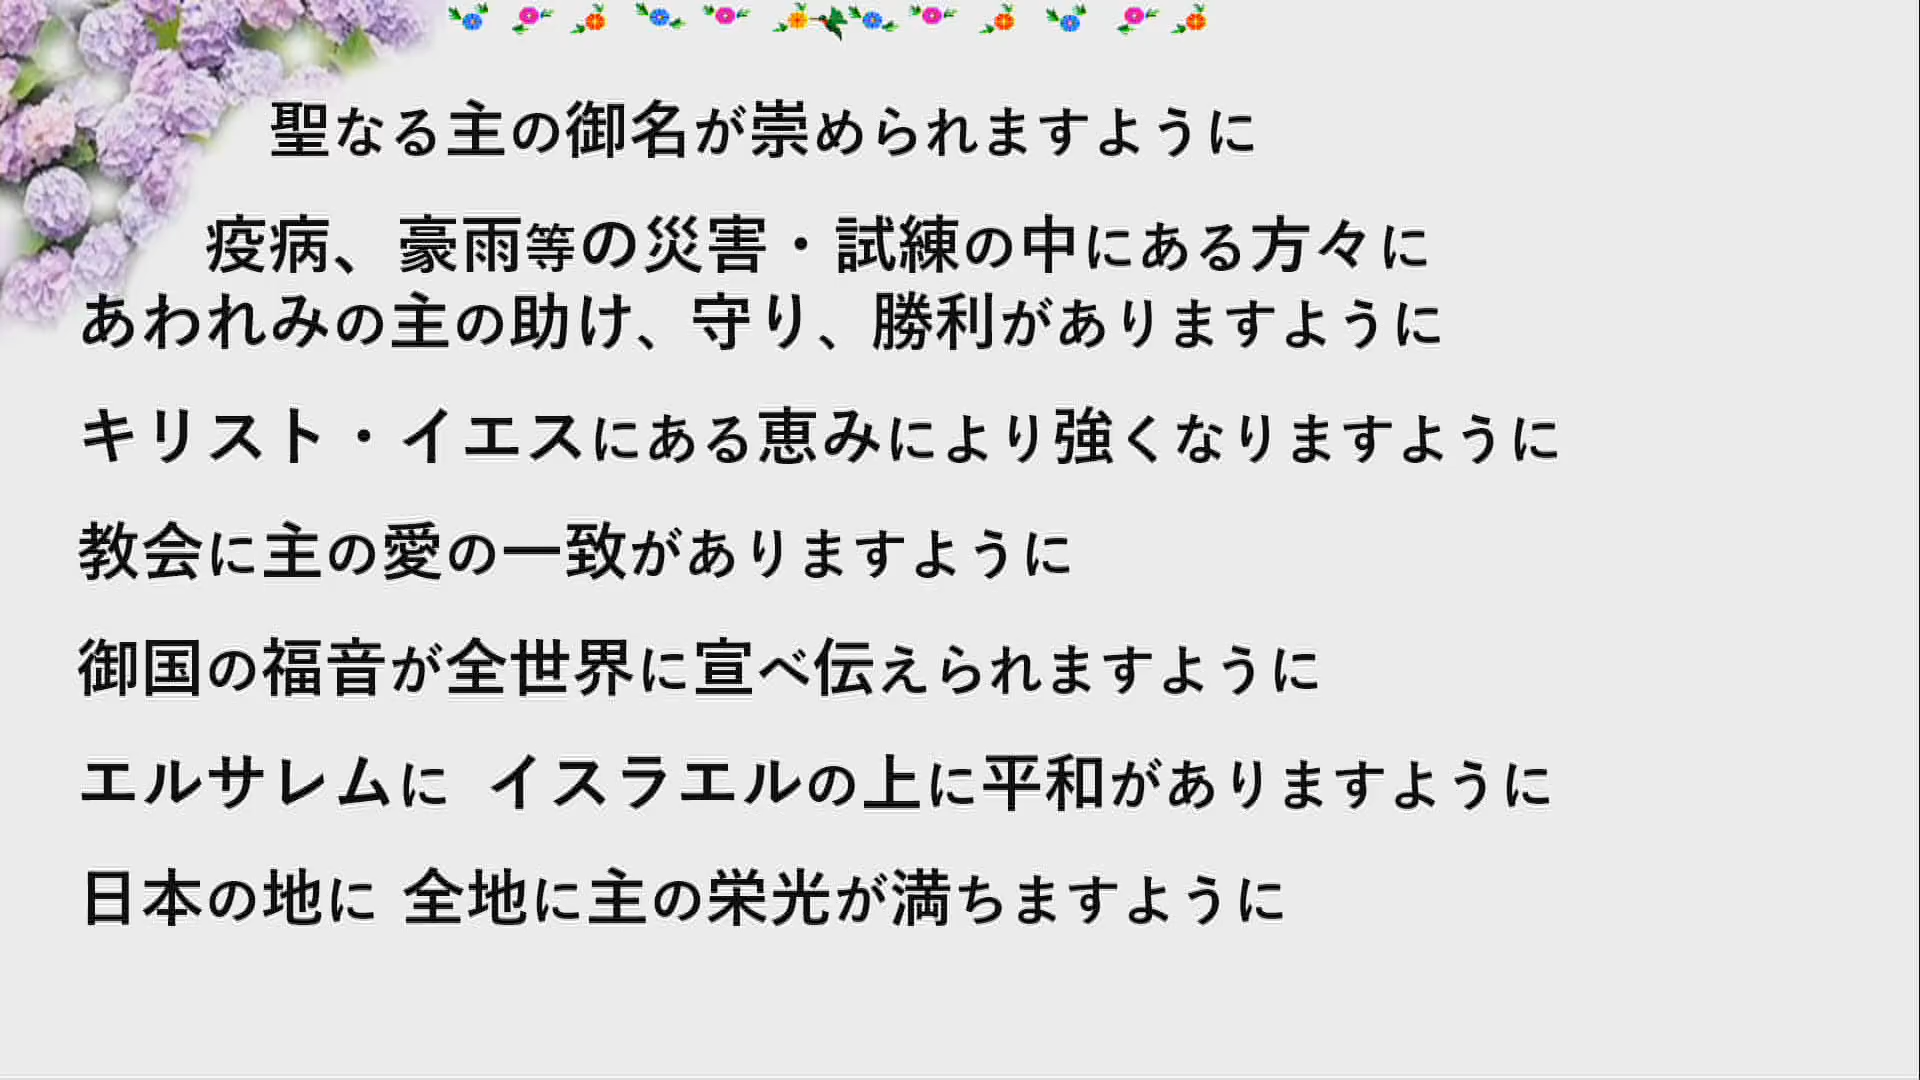 聖なる主の御名が崇められますように
疫病、豪雨等の災害・試練の中にある方々に
あわれみの主の助け、守り、勝利がありますように
キリスト・イエスにある恵みにより強くなりますように
教会に主の愛の一致がありますように
御国の福音が全世界に宣べ伝えられますように
エルサレムに イスラエルの上に平和がありますように
日本の地に 全地に主の栄光が満ちますように